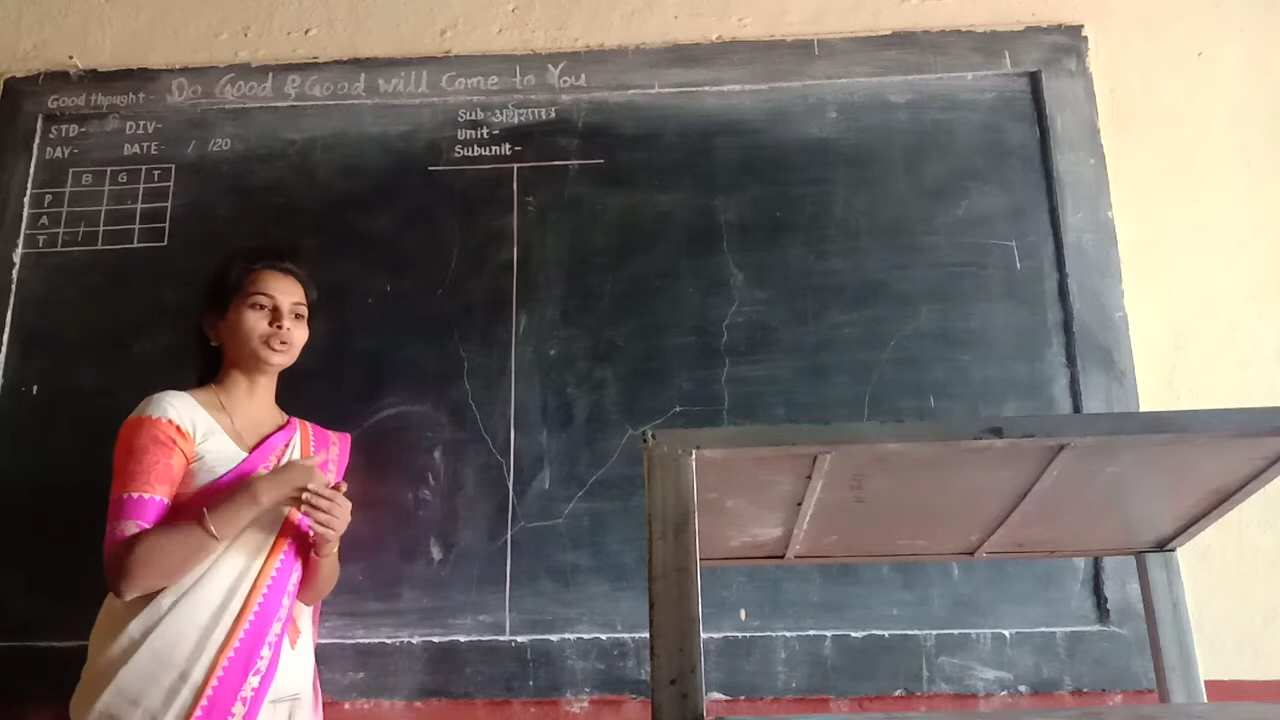 Good thought- Do Good & Good will Come to You
STD- DIV-
DAY- DATE- / /20
B G T
P
A
T
Sub-अर्थशास्त्र
Unit-
Subunit-